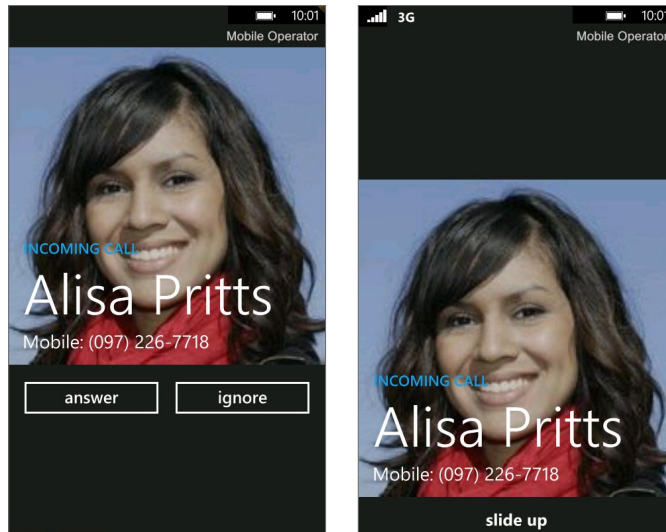 10:01
Mobile Operator
INCOMING CALL
Alisa Pritts
Mobile: (097) 226-7718
answer
ignore
3G
10:01
Mobile Operator
INCOMING CALL
Alisa Pritts
Mobile: (097) 226-7718
slide up